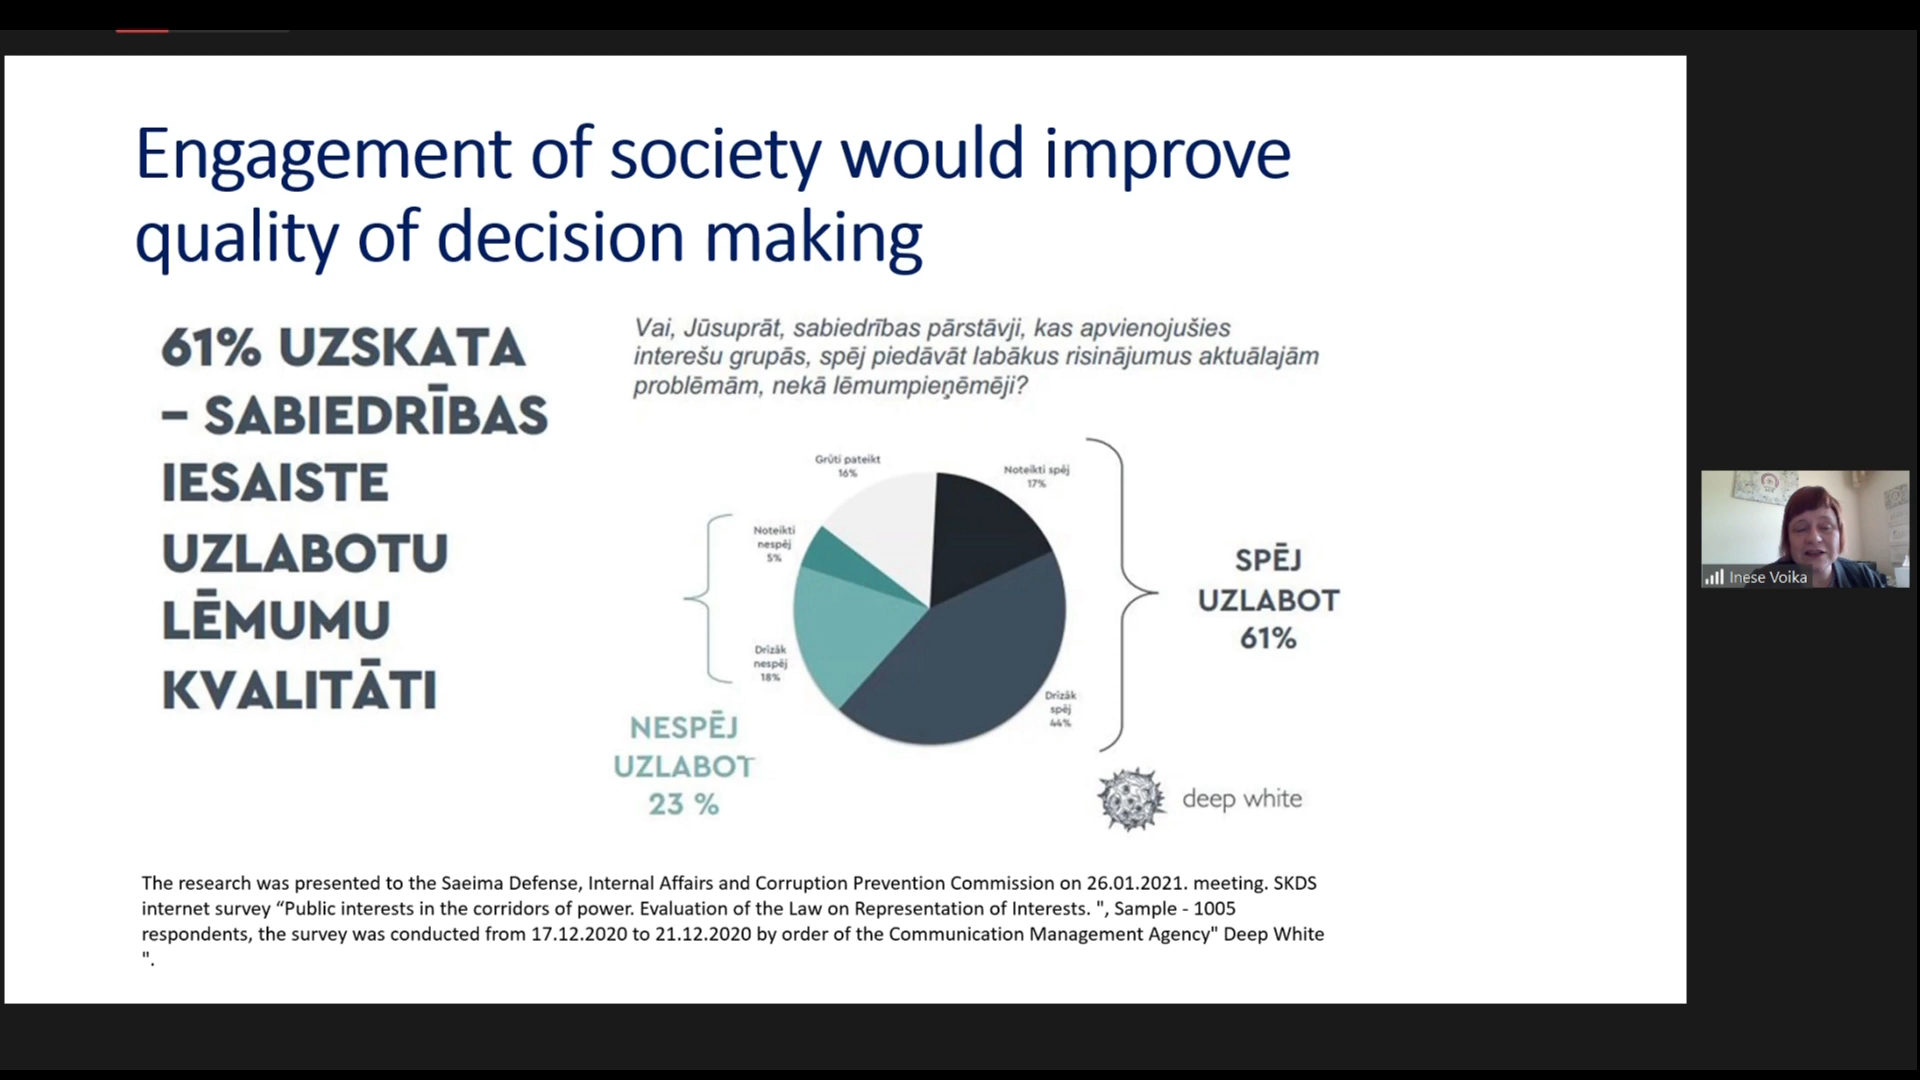 Engagement of society would improve
quality of decision making
61% UZSKATA
– SABIEDRĪBAS
IESAISTE
UZLABOTU
LĒMUMU
KVALITĀTI
Vai, Jūsuprāt, sabiedrības pārstāvji, kas apvienojušies
interešu grupās, spēj piedāvāt labākus risinājumus aktuālajām
problēmām, nekā lēmumpieņēmēji?
Grūti pateikt
16%
Noteikti spēj
17%
Noteikti
nespēj
5%
Drīzāk
nespēj
18%
Drīzāk
spēj
44%
SPĒJ
UZLABOT
61%
NESPĒJ
UZLABOT
23 %
deep white
The research was presented to the Saeima Defense, Internal Affairs and Corruption Prevention Commission on 26.01.2021. meeting. SKDS
internet survey “Public interests in the corridors of power. Evaluation of the Law on Representation of Interests. ", Sample - 1005
respondents, the survey was conducted from 17.12.2020 to 21.12.2020 by order of the Communication Management Agency" Deep White
".
Inese Voika